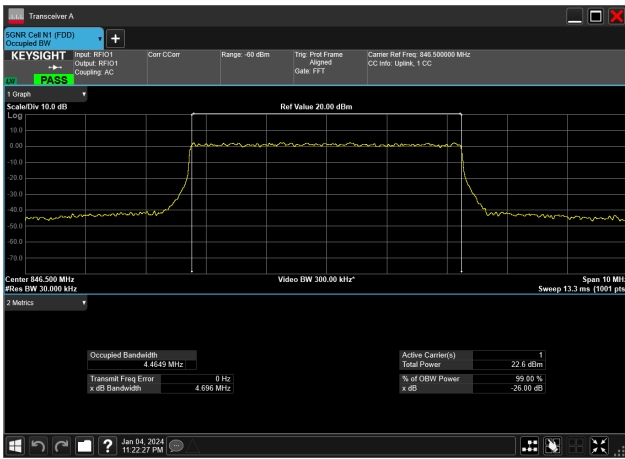 Transceiver A
5GNR Cell N1 (FDD)
Occupied BW
KEYSIGHT
LXI
PASS
Input: RFIO1
Output: RFIO1
Coupling: AC
Corr CCorr
Range: -60 dBm
Trig: Prot Frame
Aligned
Gate: FFT
Carrier Ref Freq: 846.500000 MHz
CC Info: Uplink, 1 CC
1 Graph
Scale/Div 10.0 dB
Ref Value 20.00 dBm
Log
10.0
0.00
-10.0
-20.0
-30.0
-40.0
-50.0
-60.0
-70.0
Center 846.500 MHz
Video BW 300.00 kHz*
Span 10 MHz
#Res BW 30.000 kHz
Sweep 13.3 ms (1001 pts
2 Metrics
Occupied Bandwidth
4.4649 MHz
Transmit Freq Error 0 Hz
x dB Bandwidth 4.696 MHz
Active Carrier(s) 1
Total Power 22.6 dBm
% of OBW Power 99.00 %
x dB -26.00 dB
Jan 04, 2024
11:22:27 PM